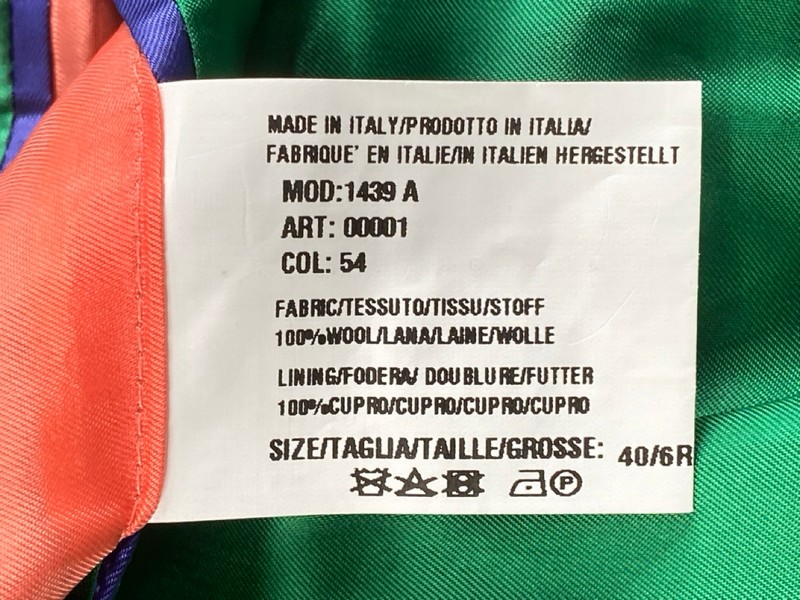 MADE IN ITALY/PRODOTTO IN ITALIA/
FABRIQUE' EN ITALIE/IN ITALIEN HERGESTELLT
MOD:1439 A
ART: 00001
COL: 54
FABRIC/TESSUTO/TISSU/STOFF
100%WOOL/LANA/LAINE/WOLLE
LINING/FODERA/ DOUBLURE/FUTTER
100%CUPRO/CUPRO/CUPRO/CUPRO
SIZE/TAGLIA/TAILLE/GROSSE: 40/6R
P